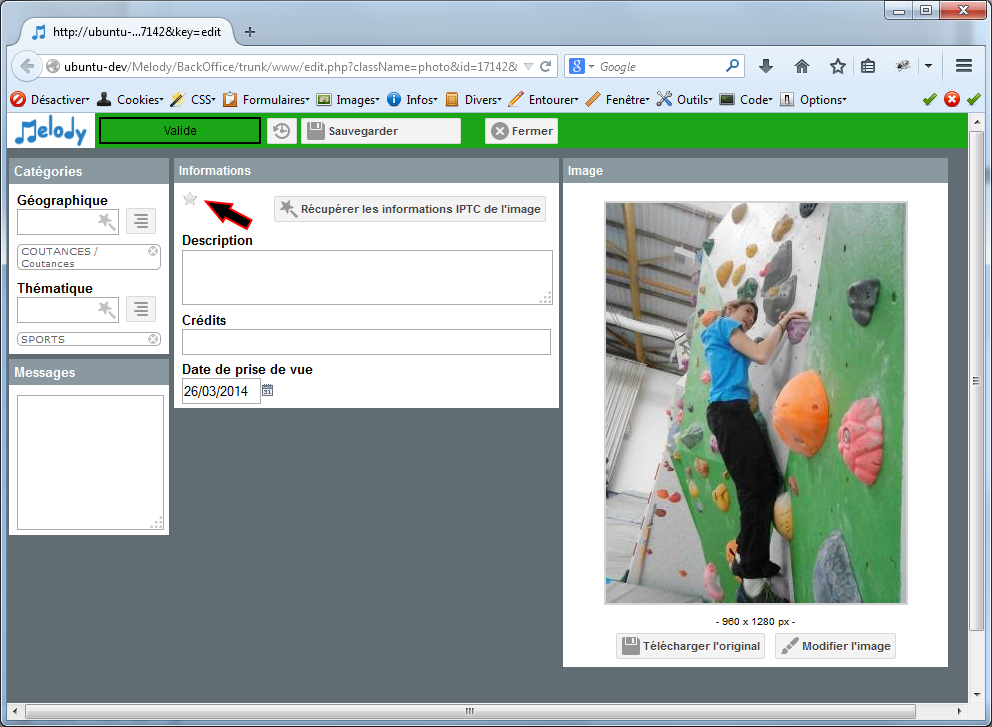 http://ubuntu-...7142&key=edit
ubuntu-dev/Melody/BackOffice/trunk/www/edit.php?className=photo&id=17142&
Google
Désactiver Cookies CSS Formulaires Images Infos Divers Entourer Fenêtre Outils Code Options
Melody Valide Sauvegarder Fermer
Catégories
Géographique
COUTANCES /
Coutances
Thématique
SPORTS
Messages
Informations
Récupérer les informations IPTC de l'image
Description
Crédits
Date de prise de vue
26/03/2014
Image
- 960 x 1280 px -
Télécharger l'original Modifier l'image